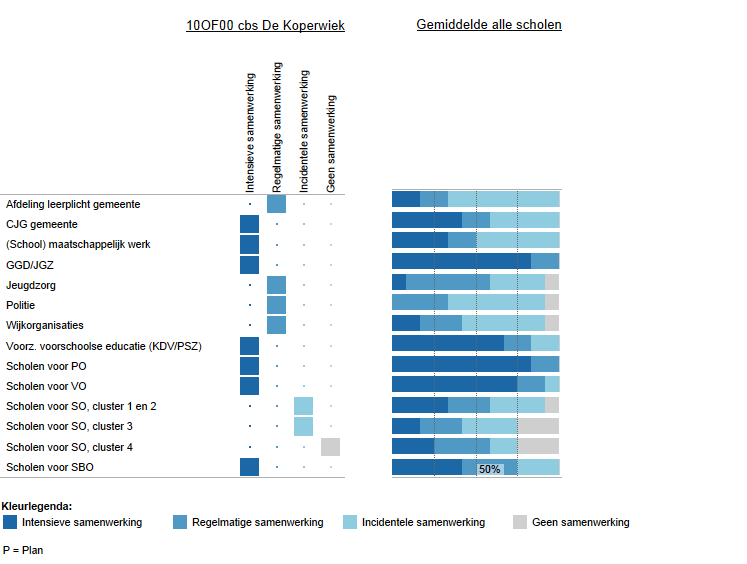 10OF00 cbs De Koperwiek
Gemiddelde alle scholen
Intensieve samenwerking
Regelmatige samenwerking
Incidentele samenwerking
Geen samenwerking
Afdeling leerplicht gemeente
CJG gemeente
(School) maatschappelijk werk
GGD/JGZ
Jeugdzorg
Politie
Wijkorganisaties
Voorz. voorschoolse educatie (KDV/PSZ)
Scholen voor PO
Scholen voor VO
Scholen voor SO, cluster 1 en 2
Scholen voor SO, cluster 3
Scholen voor SO, cluster 4
Scholen voor SBO
50%
Kleurlegenda:
Intensieve samenwerking
Regelmatige samenwerking
Incidentele samenwerking
Geen samenwerking
P = Plan